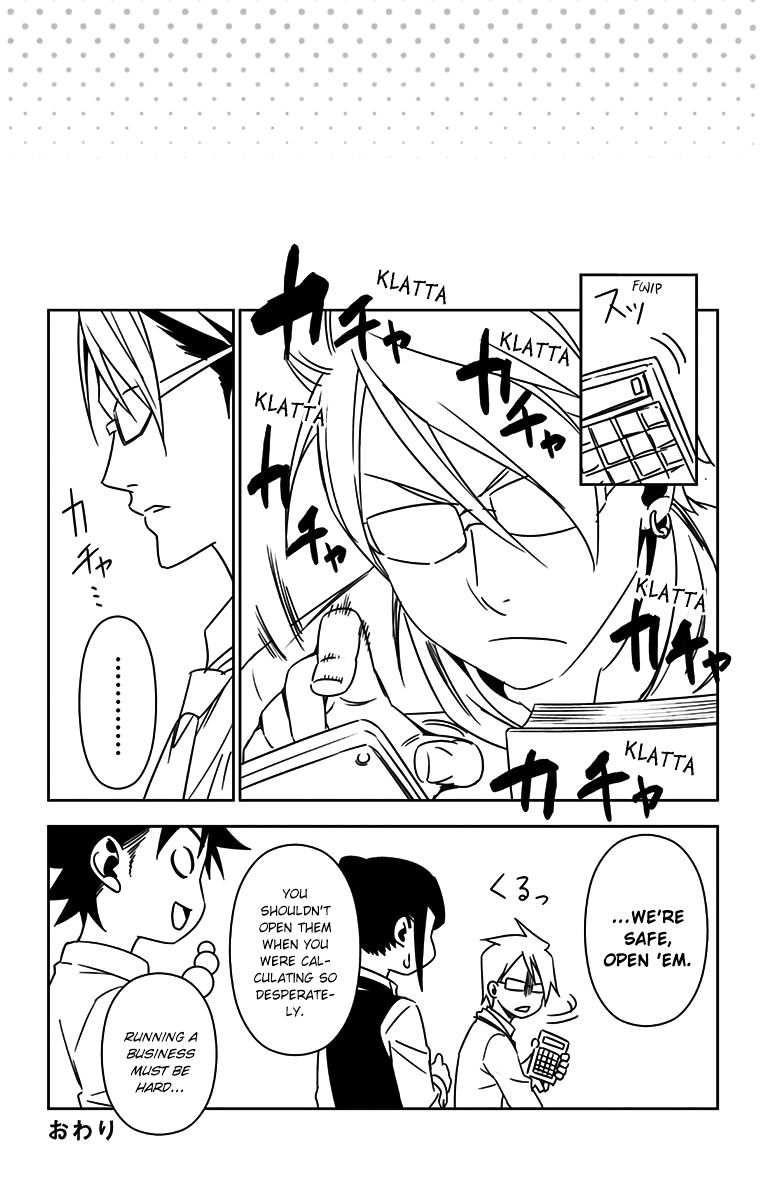 FWIP
スッ
KLATTA
カチャ
KLATTA
カチャ
KLATTA
カチャ
KLATTA
カチャ
KLATTA
カチャ
カチャ…
………
...WE'RE
SAFE,
OPEN 'EM.
くるっ
YOU
SHOULDN'T
OPEN THEM
WHEN YOU
WERE CAL-
CULATING SO
DESPERATE-
LY.
RUNNING A
BUSINESS
MUST BE
HARD...
おわり